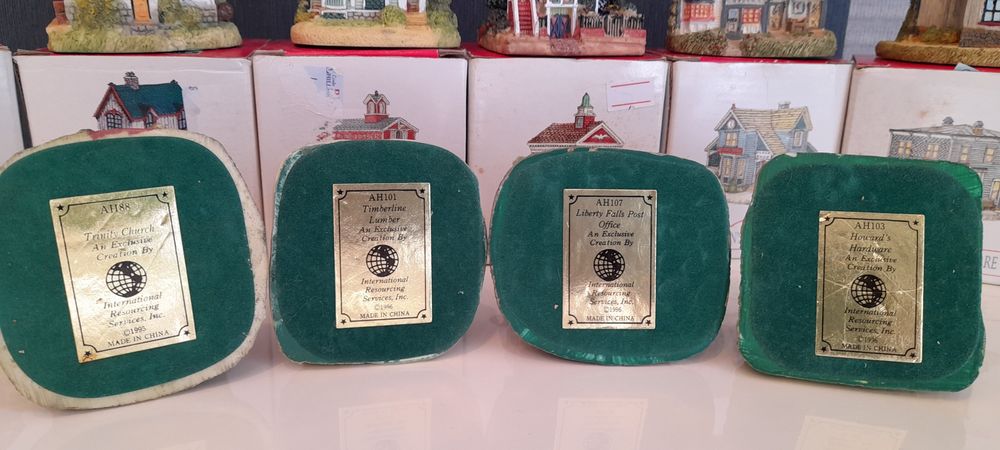 AH88
Trinity Church
An Exclusive
Creation By
International
Resourcing
Services, Inc.
©1995
MADE IN CHINA
AH101
Timberline
Lumber
An Exclusive
Creation By
International
Resourcing
Services, Inc.
©1996
MADE IN CHINA
AH107
Liberty Falls Post
Office
An Exclusive
Creation By
International
Resourcing
Services, Inc.
©1996
MADE IN CHINA
AH103
Howard's
Hardware
An Exclusive
Creation By
International
Resourcing
Services, Inc.
©1996
MADE IN CHINA